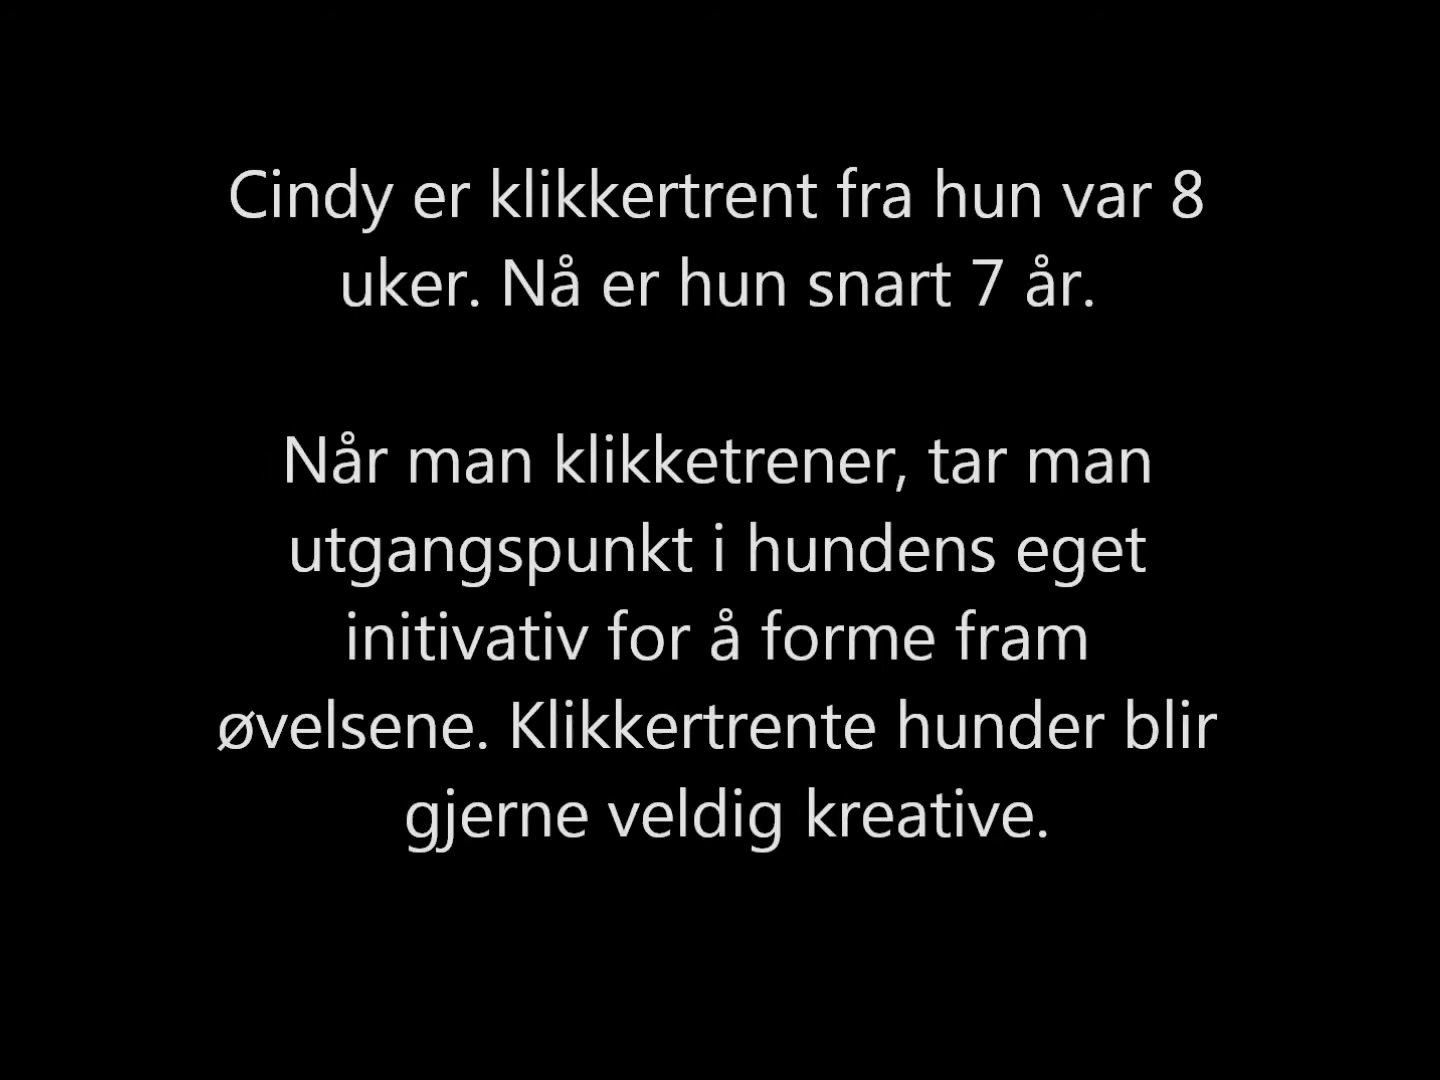 Cindy er klikkertrent fra hun var 8
uker. Nå er hun snart 7 år.
Når man klikketrener, tar man
utgangspunkt i hundens eget
initivativ for å forme fram
øvelsene. Klikkertrente hunder blir
gjerne veldig kreative.